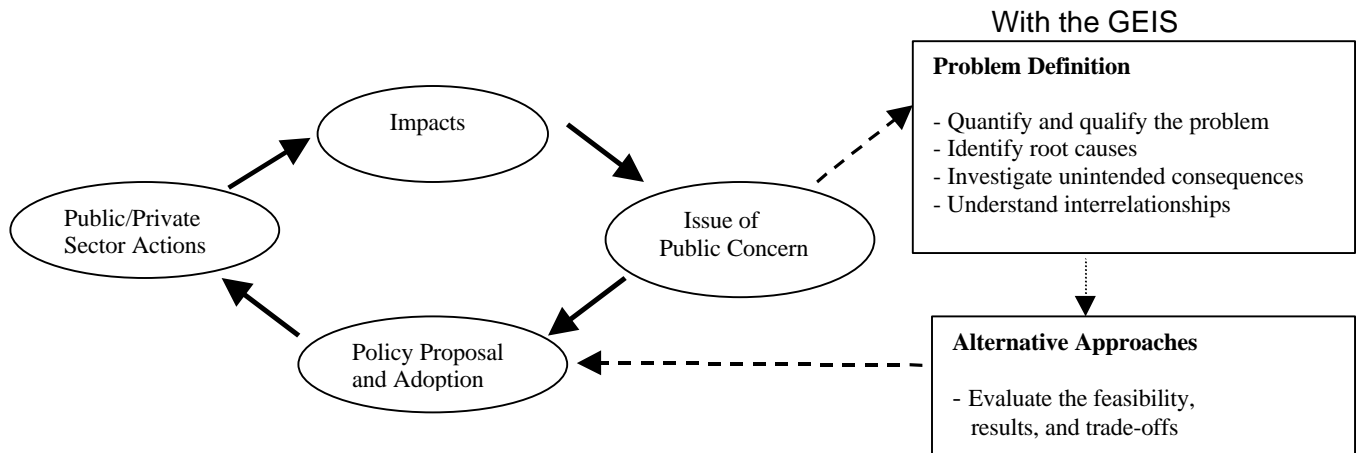 With the GEIS
Problem Definition
- Quantify and qualify the problem
- Identify root causes
- Investigate unintended consequences
- Understand interrelationships
Impacts
Public/Private
Sector Actions
Issue of
Public Concern
Policy Proposal
and Adoption
Alternative Approaches
- Evaluate the feasibility,
results, and trade-offs